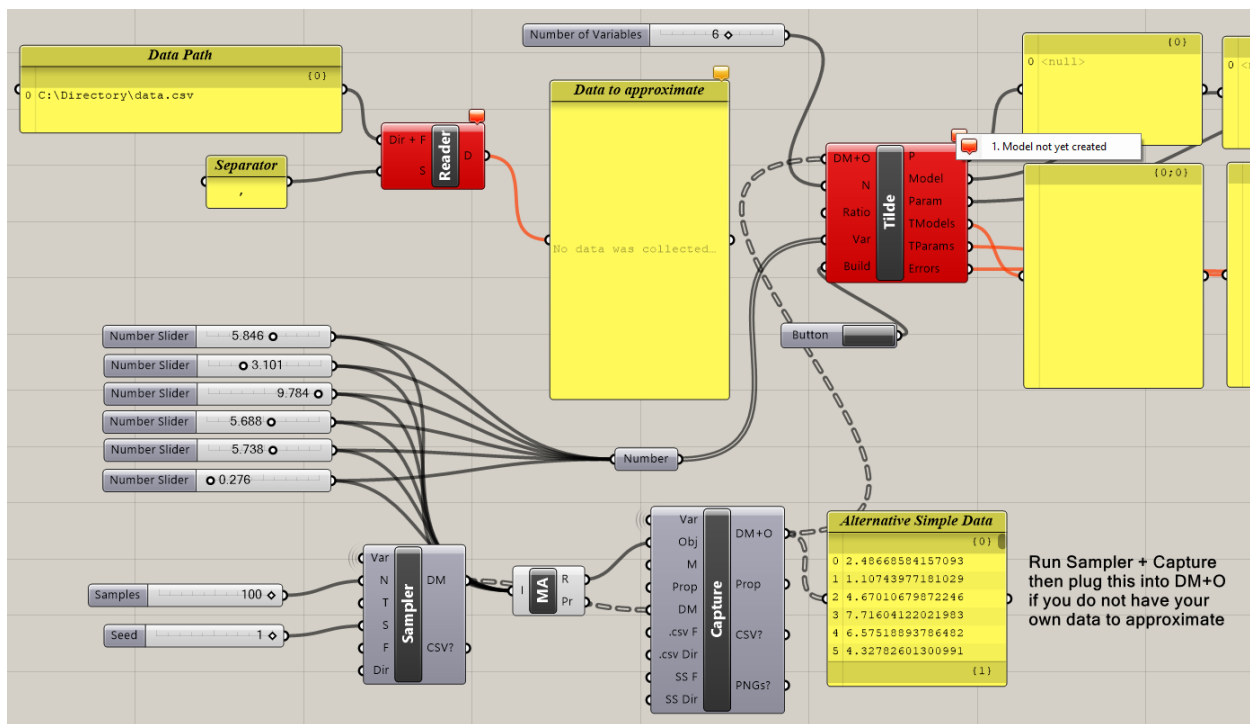 Number of Variables 6
Data Path
{0}
0 C:\Directory\data.csv
Separator
,
Dir + F
S
Reader
D
Data to approximate
No data was collected…
DM+O
N
Ratio
Var
Build
Tilde
P
Model
Param
TModels
TParams
Errors
1. Model not yet created
{0}
0 <null>
{0;0}
Button
Number Slider 5.846
Number Slider 3.101
Number Slider 9.784
Number Slider 5.688
Number Slider 5.738
Number Slider 0.276
Number
Samples 100
Seed 1
Var
N
T
S
F
Dir
Sampler
DM
CSV?
I
MA
R
Pr
Var
Obj
M
Prop
DM
.csv F
.csv Dir
SS F
SS Dir
Capture
DM+O
Prop
CSV?
PNGs?
Alternative Simple Data
{0}
0 2.48668584157093
1 1.10743977181029
2 4.67010679872246
3 7.71604122021983
4 6.57518893786482
5 4.32782601300991
{1}
Run Sampler + Capture
then plug this into DM+O
if you do not have your
own data to approximate